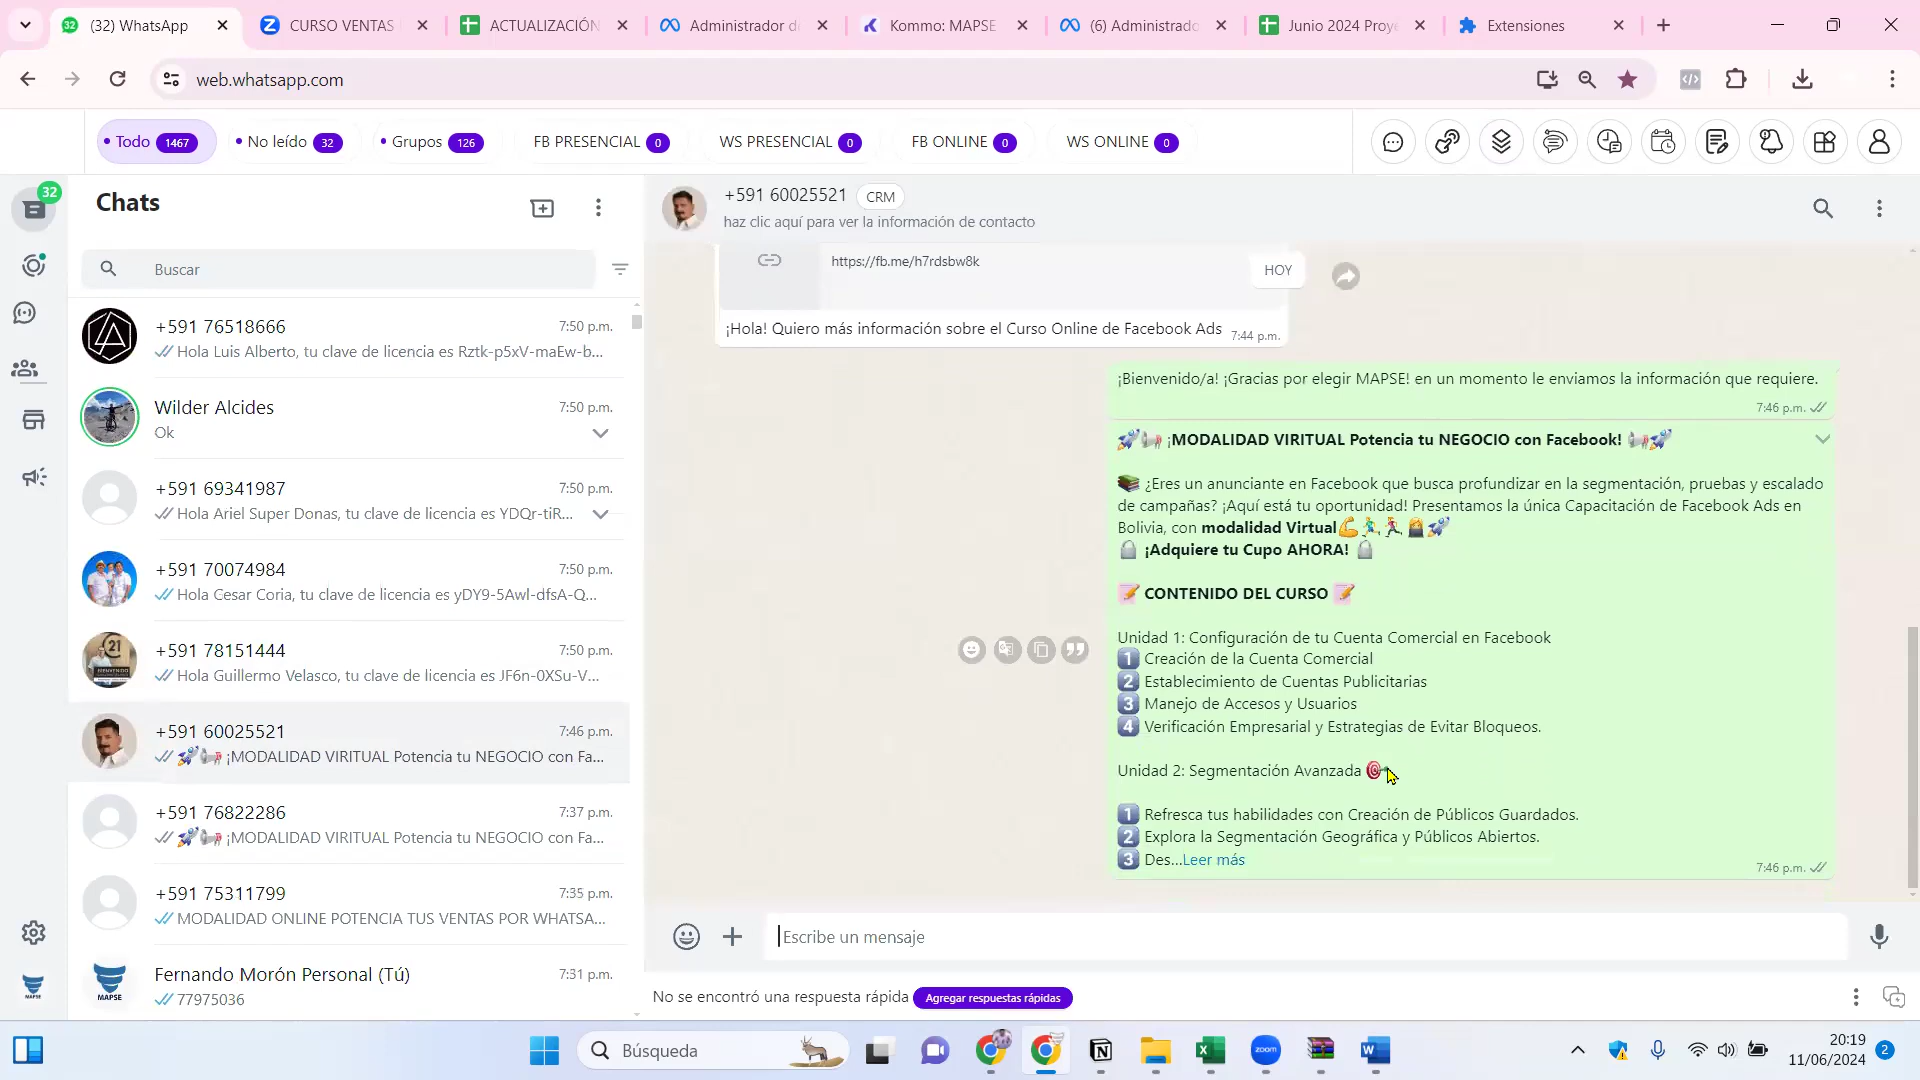 (32) WhatsApp
CURSO VENTAS
ACTUALIZACIÓN
Administrador d
Kommo: MAPSE
(6) Administrado
Junio 2024 Proye
Extensiones
web.whatsapp.com
Todo 1467
No leído 32
Grupos 126
FB PRESENCIAL 0
WS PRESENCIAL 0
FB ONLINE 0
WS ONLINE 0
32
Chats
Buscar
+591 76518666 7:50 p.m.
Hola Luis Alberto, tu clave de licencia es Rztk-p5xV-maEw-b...
Wilder Alcides 7:50 p.m.
Ok
+591 69341987 7:50 p.m.
Hola Ariel Super Donas, tu clave de licencia es YDQr-tiR...
+591 70074984 7:50 p.m.
Hola Cesar Coria, tu clave de licencia es yDY9-5Awl-dfsA-Q...
+591 78151444 7:50 p.m.
Hola Guillermo Velasco, tu clave de licencia es JF6n-0XSu-V...
+591 60025521 7:46 p.m.
🚀📢 ¡MODALIDAD VIRITUAL Potencia tu NEGOCIO con Fa...
+591 76822286 7:37 p.m.
🚀📢 ¡MODALIDAD VIRITUAL Potencia tu NEGOCIO con Fa...
+591 75311799 7:35 p.m.
MODALIDAD ONLINE POTENCIA TUS VENTAS POR WHATSA...
Fernando Morón Personal (Tú) 7:31 p.m.
77975036
MAPSE
MAPSE
21
+591 60025521 CRM
haz clic aquí para ver la información de contacto
https://fb.me/h7rdsbw8k
HOY
¡Hola! Quiero más información sobre el Curso Online de Facebook Ads 7:44 p.m.
¡Bienvenido/a! ¡Gracias por elegir MAPSE! en un momento le enviamos la información que requiere.
7:46 p.m.
🚀📢 ¡MODALIDAD VIRITUAL Potencia tu NEGOCIO con Facebook! 📢🚀
📚 ¿Eres un anunciante en Facebook que busca profundizar en la segmentación, pruebas y escalado
de campañas? ¡Aquí está tu oportunidad! Presentamos la única Capacitación de Facebook Ads en
Bolivia, con modalidad Virtual💪🏃‍♂️🏃‍♀️👩‍💻🚀
🔒 ¡Adquiere tu Cupo AHORA! 🔒
📝 CONTENIDO DEL CURSO 📝
Unidad 1: Configuración de tu Cuenta Comercial en Facebook
1 Creación de la Cuenta Comercial
2 Establecimiento de Cuentas Publicitarias
3 Manejo de Accesos y Usuarios
4 Verificación Empresarial y Estrategias de Evitar Bloqueos.
Unidad 2: Segmentación Avanzada 🎯
1 Refresca tus habilidades con Creación de Públicos Guardados.
2 Explora la Segmentación Geográfica y Públicos Abiertos.
3 Des...Leer más
7:46 p.m.
Escribe un mensaje
No se encontró una respuesta rápida Agregar respuestas rápidas
Búsqueda
zoom
20:19
11/06/2024
2